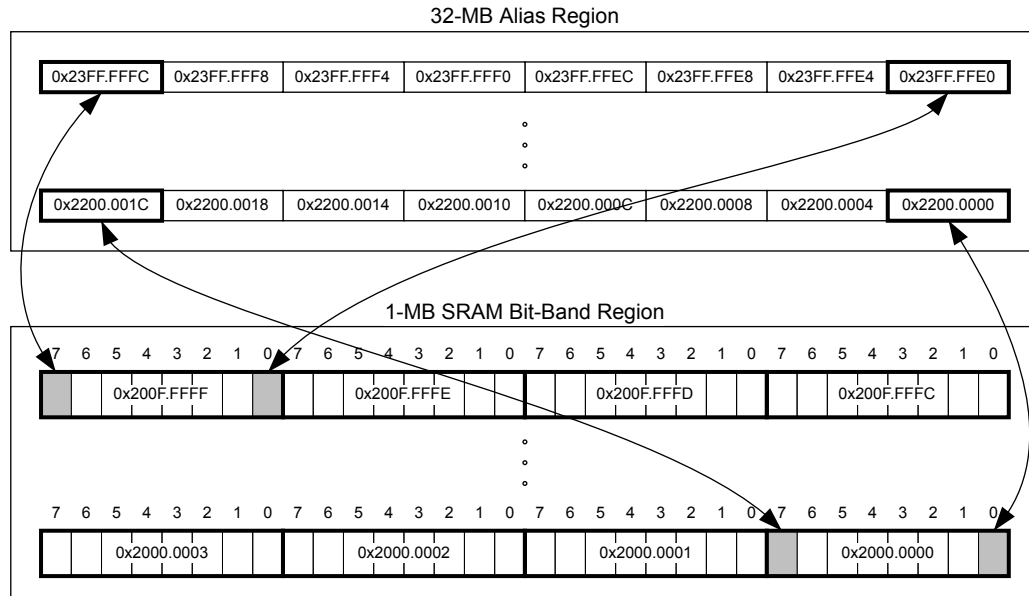 32-MB Alias Region
0x23FF.FFFC 0x23FF.FFF8 0x23FF.FFF4 0x23FF.FFF0 0x23FF.FFEC 0x23FF.FFE8 0x23FF.FFE4 0x23FF.FFE0
0x2200.001C 0x2200.0018 0x2200.0014 0x2200.0010 0x2200.000C 0x2200.0008 0x2200.0004 0x2200.0000
1-MB SRAM Bit-Band Region
7 6 5 4 3 2 1 0 7 6 5 4 3 2 1 0 7 6 5 4 3 2 1 0 7 6 5 4 3 2 1 0
0x200F.FFFF 0x200F.FFFE 0x200F.FFFD 0x200F.FFFC
7 6 5 4 3 2 1 0 7 6 5 4 3 2 1 0 7 6 5 4 3 2 1 0 7 6 5 4 3 2 1 0
0x2000.0003 0x2000.0002 0x2000.0001 0x2000.0000